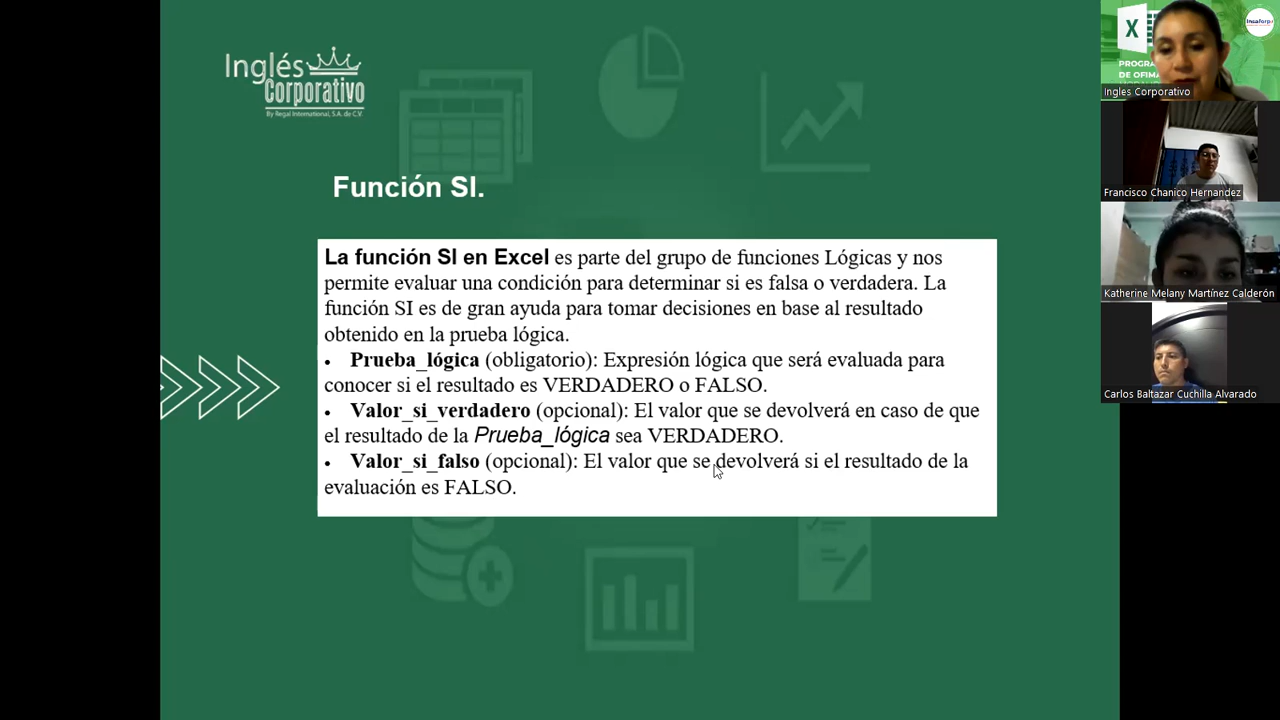 Inglés
Corporativo
By Regal International, S.A. de C.V.
Función SI.
La función SI en Excel es parte del grupo de funciones Lógicas y nos
permite evaluar una condición para determinar si es falsa o verdadera. La
función SI es de gran ayuda para tomar decisiones en base al resultado
obtenido en la prueba lógica.
• Prueba_lógica (obligatorio): Expresión lógica que será evaluada para
conocer si el resultado es VERDADERO o FALSO.
• Valor_si_verdadero (opcional): El valor que se devolverá en caso de que
el resultado de la Prueba_lógica sea VERDADERO.
• Valor_si_falso (opcional): El valor que se devolverá si el resultado de la
evaluación es FALSO.
X
Ingles Corporativo
Francisco Chanico Hernandez
Katherine Melany Martínez Calderón
Carlos Baltazar Cuchilla Alvarado